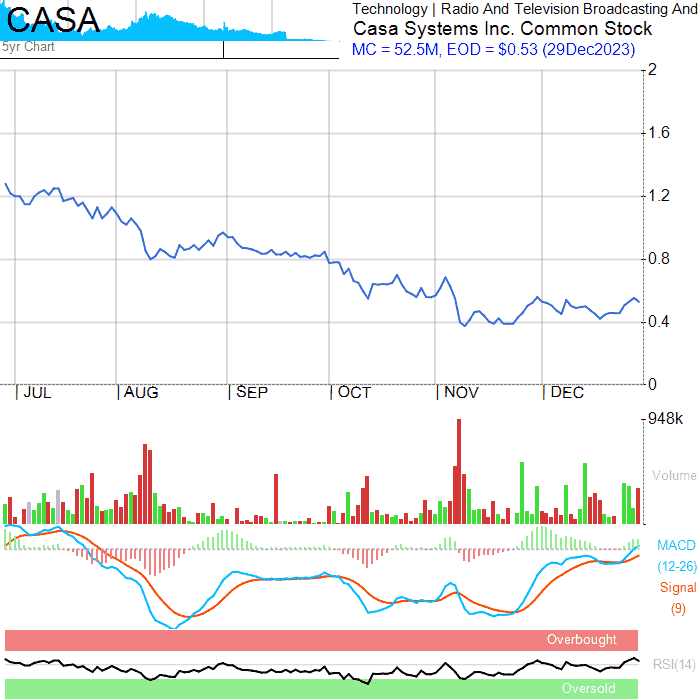 CASA
5yr Chart
Technology | Radio And Television Broadcasting And
Casa Systems Inc. Common Stock
MC = 52.5M, EOD = $0.53 (29Dec2023)
2
1.6
1.2
0.8
0.4
0
| JUL | AUG | SEP | OCT | NOV | DEC
948k
Volume
MACD
(12-26)
Signal
(9)
Overbought
RSI(14)
Oversold